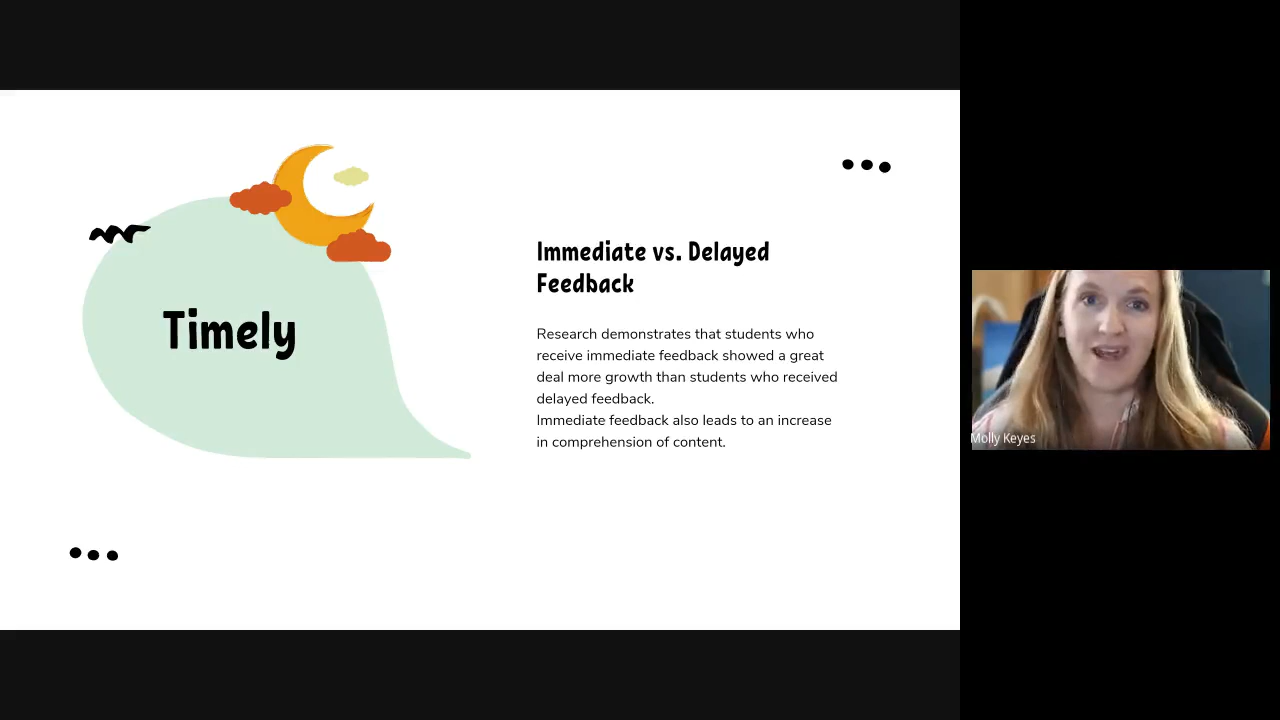 Timely
Immediate vs. Delayed
Feedback
Research demonstrates that students who
receive immediate feedback showed a great
deal more growth than students who received
delayed feedback.
Immediate feedback also leads to an increase
in comprehension of content.
Molly Keyes